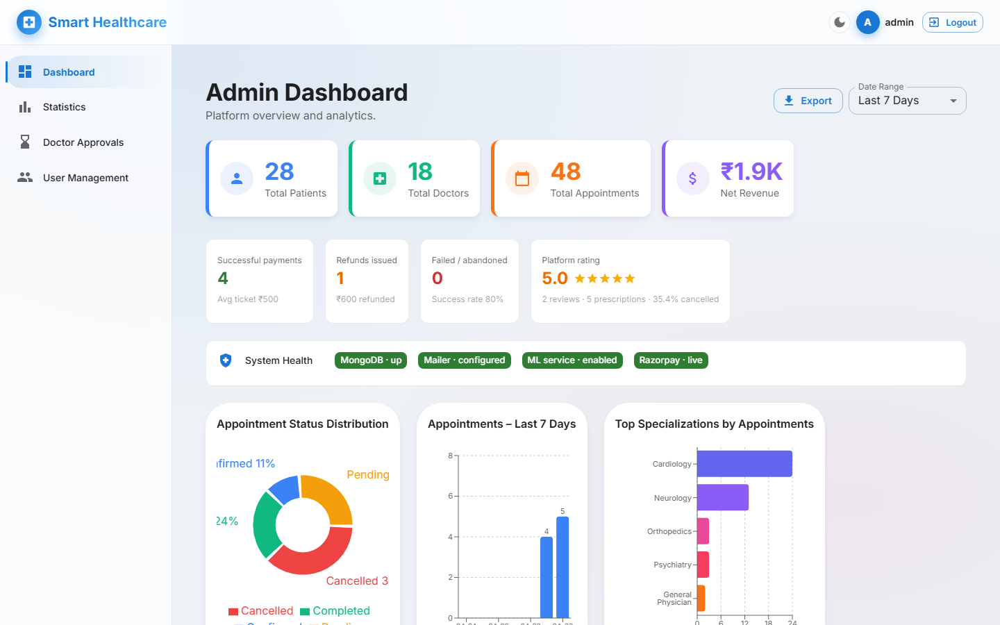 Smart Healthcare
A
admin
Logout
Dashboard
Statistics
Doctor Approvals
User Management
Admin Dashboard
Platform overview and analytics.
Export
Date Range
Last 7 Days
28
Total Patients
18
Total Doctors
48
Total Appointments
$
₹1.9K
Net Revenue
Successful payments
4
Avg ticket ₹500
Refunds issued
1
₹600 refunded
Failed / abandoned
0
Success rate 80%
Platform rating
5.0 ★★★★★
2 reviews · 5 prescriptions · 35.4% cancelled
System Health
MongoDB · up
Mailer · configured
ML service · enabled
Razorpay · live
Appointment Status Distribution
nfirmed 11%
Pending
24%
Cancelled 3
Cancelled
Completed
Appointments – Last 7 Days
8
6
4
2
0
4
5
Top Specializations by Appointments
Cardiology
Neurology
Orthopedics
Psychiatry
General
Physician
0 6 12 18 24